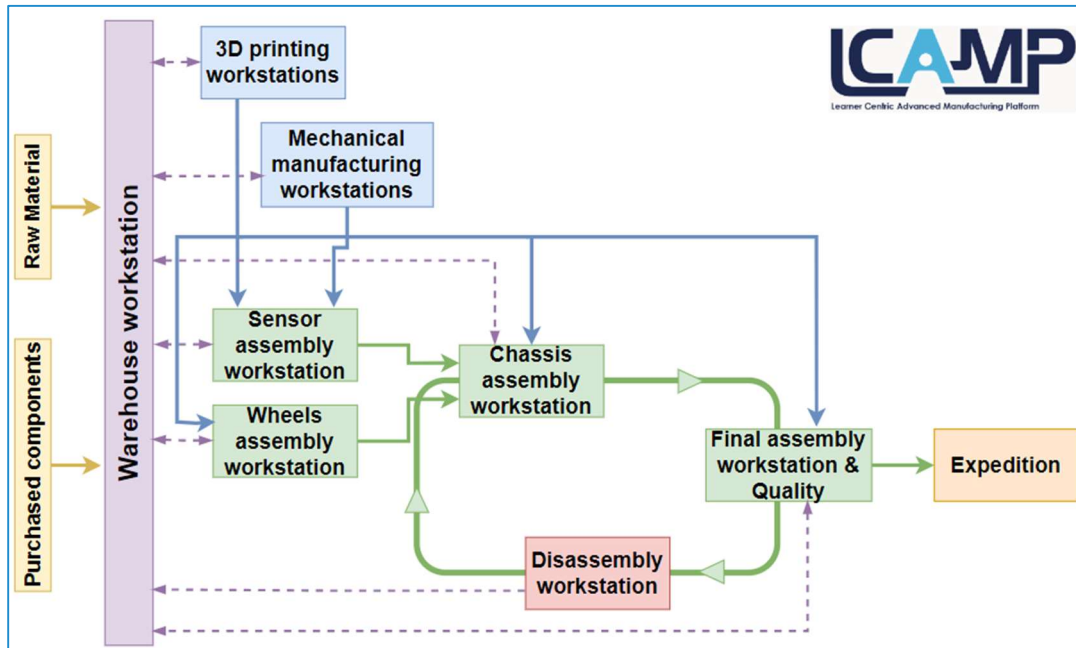 3D printing
workstations
LCAMP
Learner Centric Advanced Manufacturing Platform
Mechanical
manufacturing
workstations
Raw Material
Warehouse workstation
Purchased components
Sensor
assembly
workstation
Chassis
assembly
workstation
Wheels
assembly
workstation
Final assembly
workstation &
Quality
Expedition
Disassembly
workstation